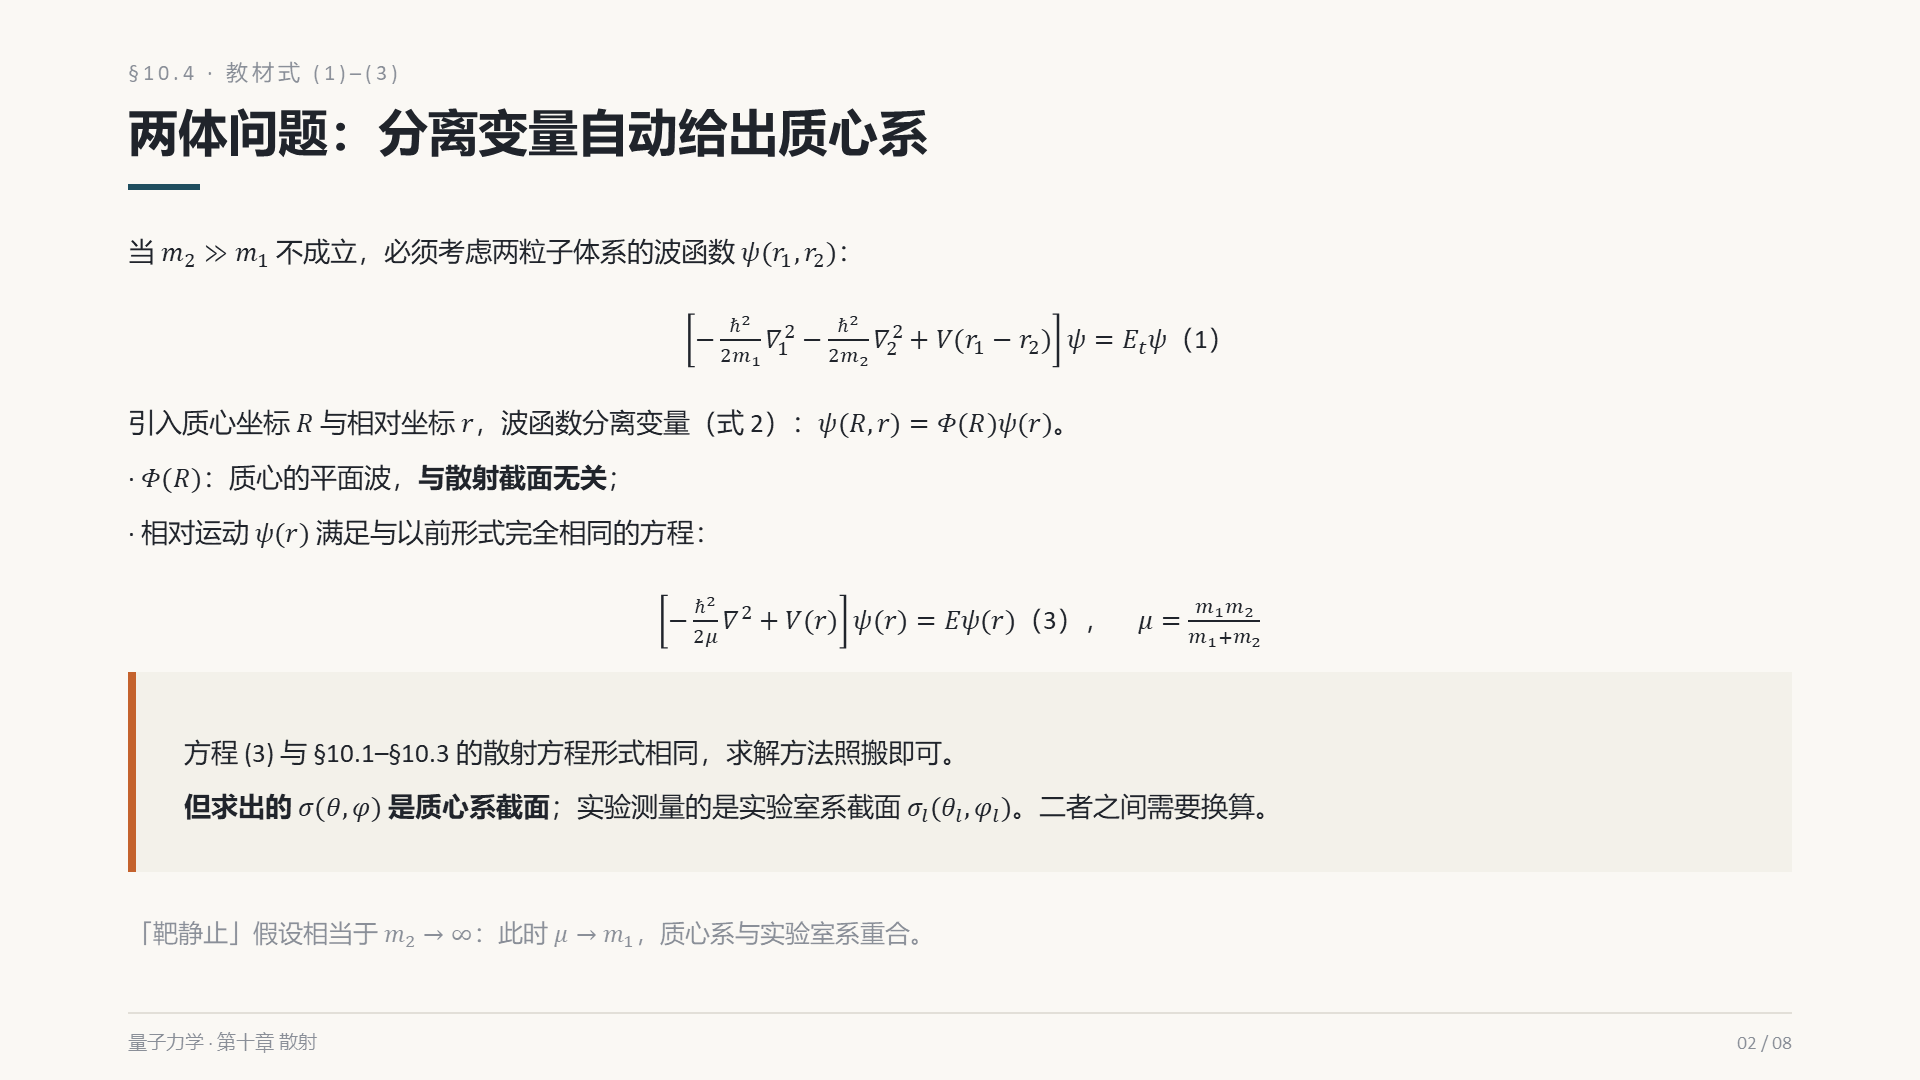 §10.4 · 教材式 (1)–(3)
两体问题：分离变量自动给出质心系
当 m₂ ≫ m₁ 不成立，必须考虑两粒子体系的波函数 ψ(r₁, r₂)：
[−ħ²/2m₁ ∇₁² − ħ²/2m₂ ∇₂² + V(r₁ − r₂)] ψ = Eₜψ（1）
引入质心坐标 R 与相对坐标 r，波函数分离变量（式 2）：ψ(R, r) = Φ(R)ψ(r)。
· Φ(R)：质心的平面波，与散射截面无关；
· 相对运动 ψ(r) 满足与以前形式完全相同的方程：
[−ħ²/2μ ∇² + V(r)] ψ(r) = Eψ(r)（3）, μ = m₁m₂/m₁+m₂
方程 (3) 与 §10.1–§10.3 的散射方程形式相同，求解方法照搬即可。
但求出的 σ(θ, φ) 是质心系截面；实验测量的是实验室系截面 σₗ(θₗ, φₗ)。二者之间需要换算。
「靶静止」假设相当于 m₂ → ∞：此时 μ → m₁，质心系与实验室系重合。
量子力学 · 第十章 散射
02 / 08